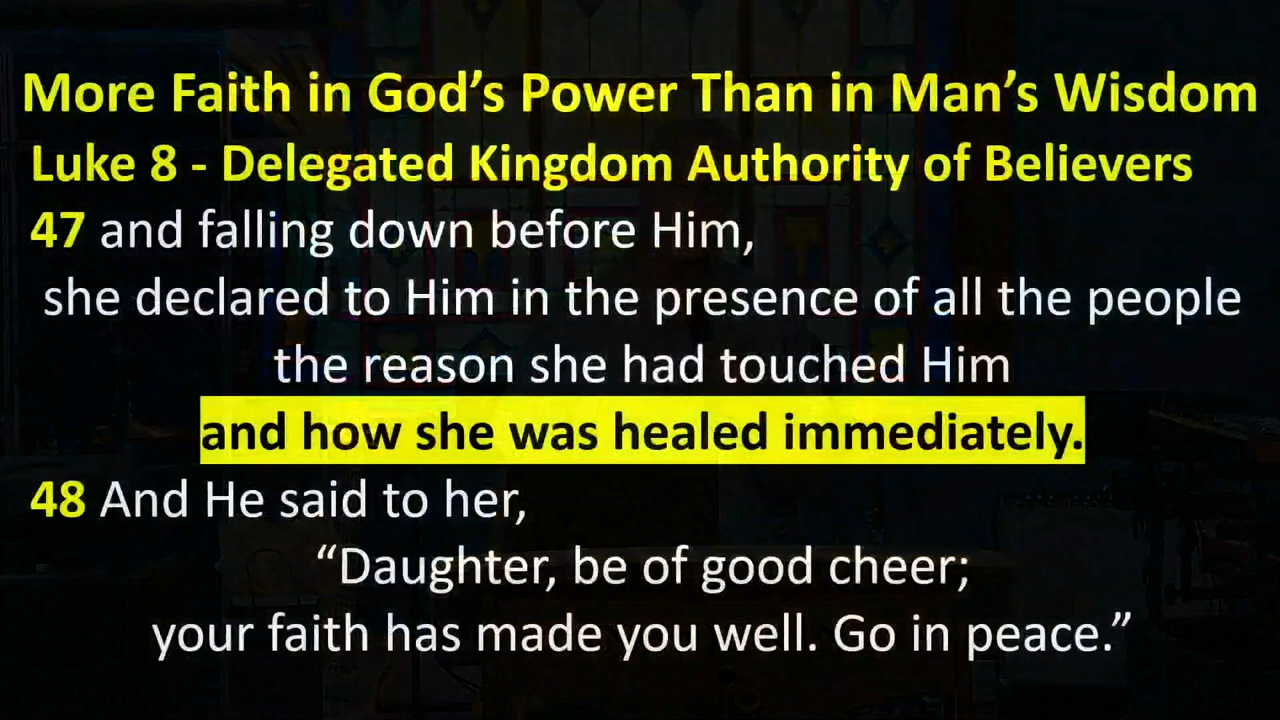 More Faith in God’s Power Than in Man’s Wisdom
Luke 8 - Delegated Kingdom Authority of Believers
47 and falling down before Him,
she declared to Him in the presence of all the people
the reason she had touched Him
and how she was healed immediately.
48 And He said to her,
“Daughter, be of good cheer;
your faith has made you well. Go in peace.”